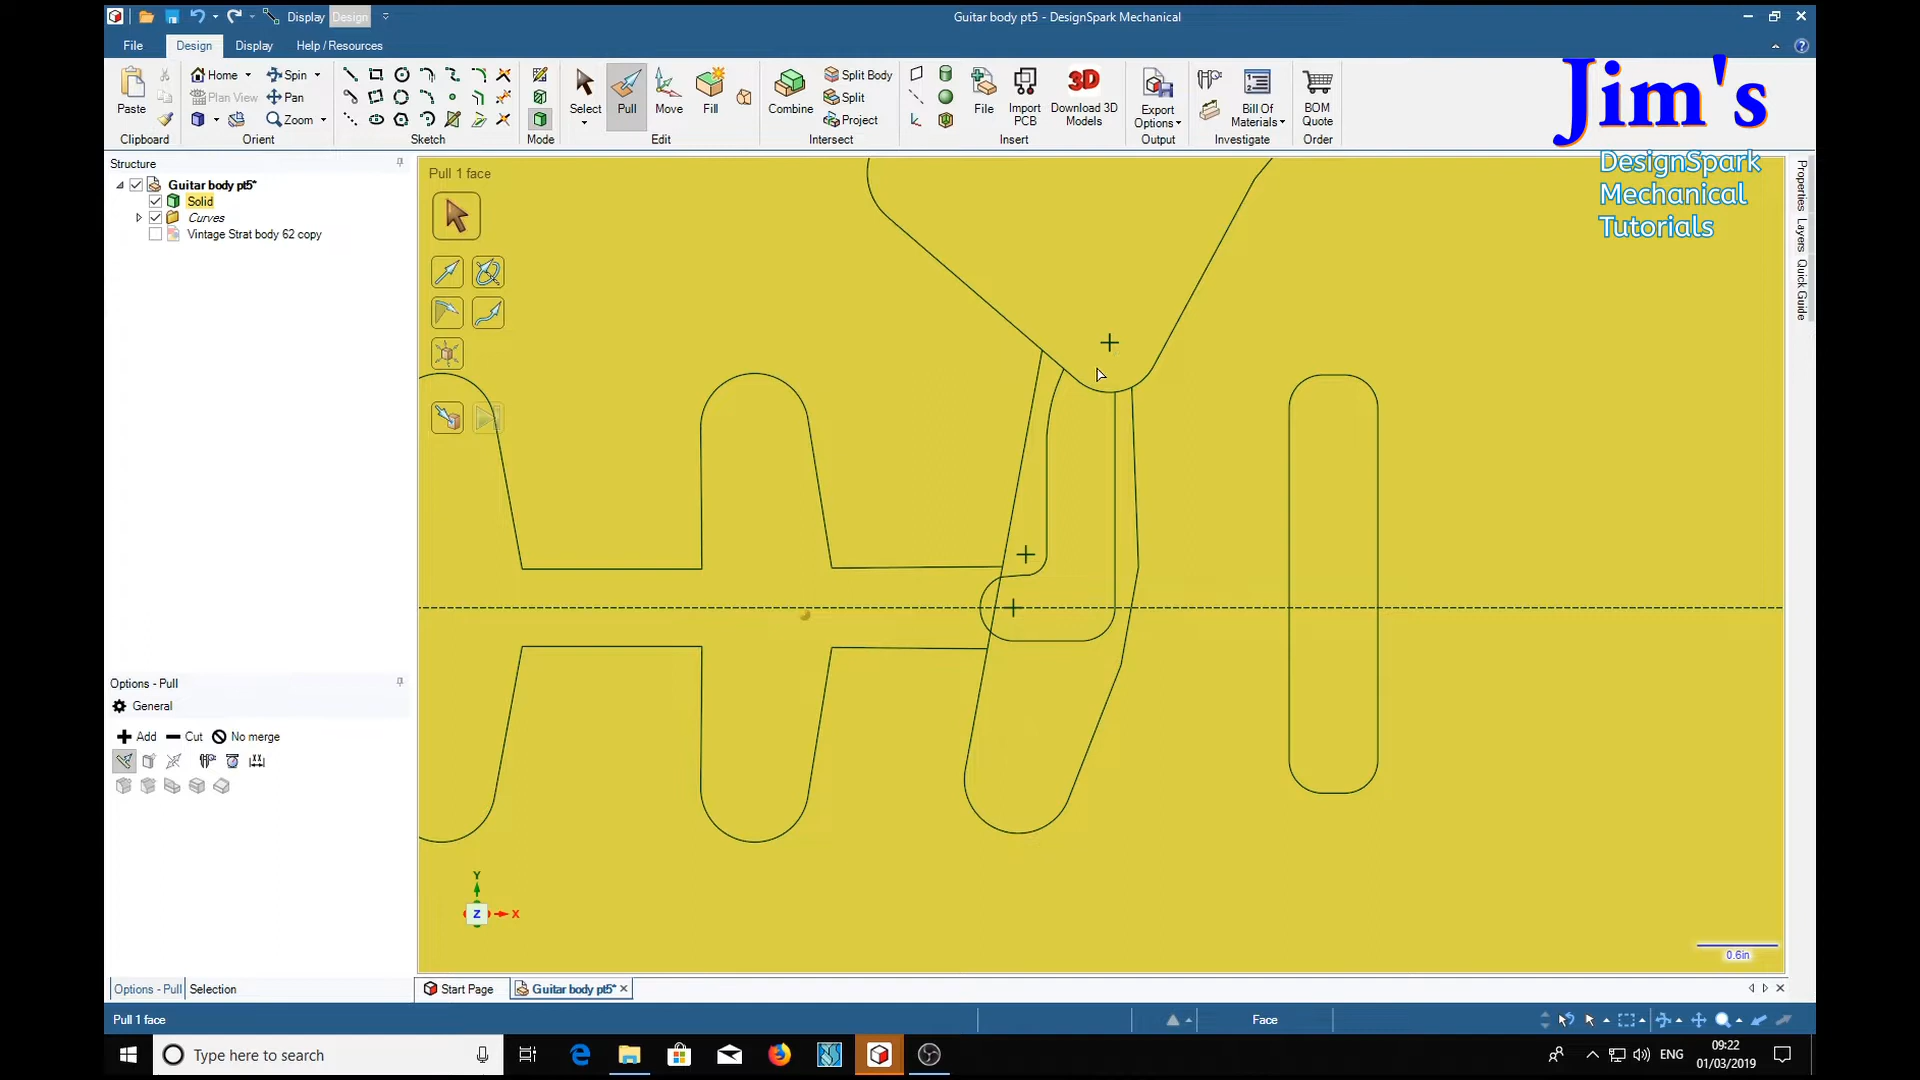 Display Design
Guitar body pt5 - DesignSpark Mechanical
File Design Display Help / Resources
Paste
Clipboard
Home Spin
Plan View Pan
Zoom
Orient
Sketch
Mode
Select Pull Move Fill
Edit
Combine
Split Body
Split
Project
Intersect
File Import PCB Download 3D Models
3D
Insert
Export Options
Output
Bill Of Materials
Investigate
BOM Quote
Order
Jim's
DesignSpark
Mechanical
Tutorials
Structure
Guitar body pt5*
Solid
Curves
Vintage Strat body 62 copy
Pull 1 face
Properties Layers Quick Guide
Options - Pull
General
Add Cut No merge
Y
Z X
0.6in
Options - Pull Selection
Start Page Guitar body pt5*
Pull 1 face
Face
Type here to search
ENG
09:22
01/03/2019